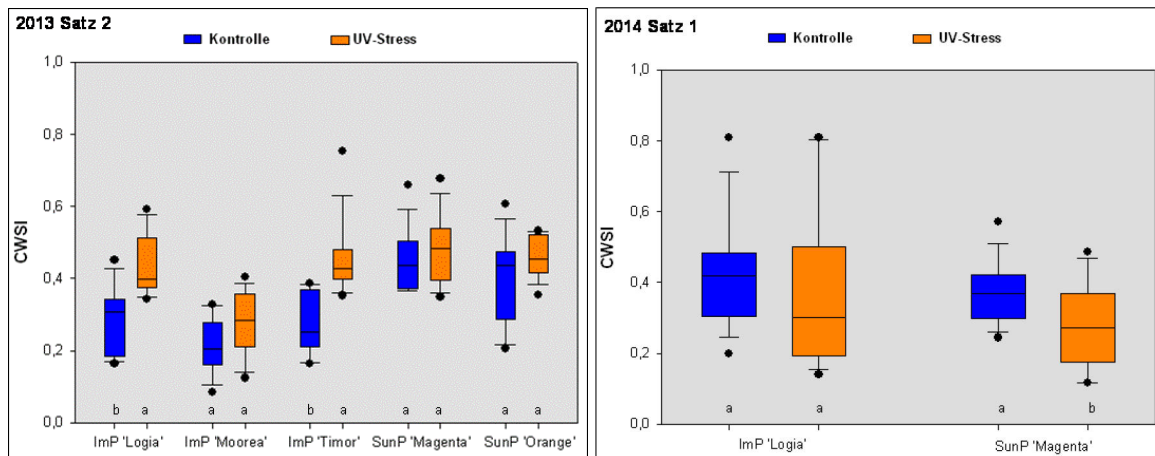 2013 Satz 2
Kontrolle UV-Stress
1,0
0,8
0,6
0,4
0,2
0,0
CWSI
b a a a b a a a a a
ImP 'Logia' ImP 'Moorea' ImP 'Timor' SunP 'Magenta' SunP 'Orange'
2014 Satz 1
Kontrolle UV-Stress
1,0
0,8
0,6
0,4
0,2
0,0
CWSI
a a a b
ImP 'Logia' SunP 'Magenta'